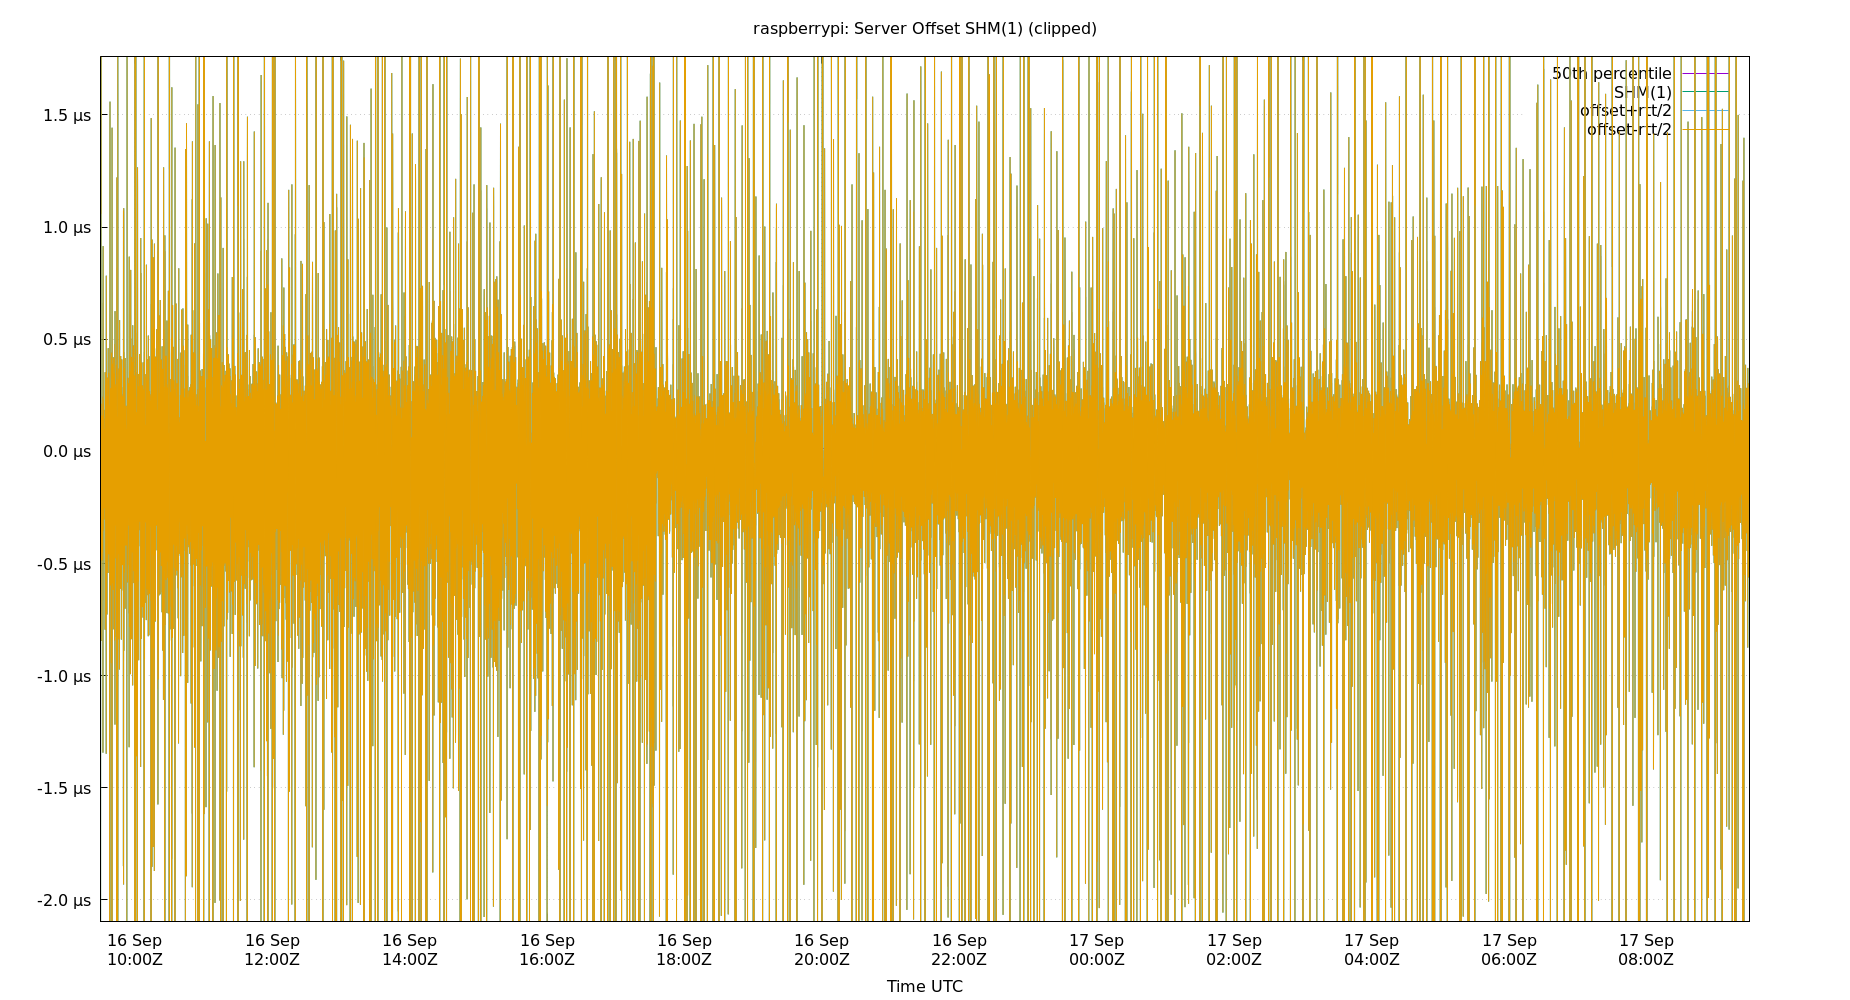 raspberrypi: Server Offset SHM(1) (clipped)
50th percentile
SHM(1)
offset+rtt/2
offset-rtt/2
1.5 µs
1.0 µs
0.5 µs
0.0 µs
-0.5 µs
-1.0 µs
-1.5 µs
-2.0 µs
16 Sep 16 Sep 16 Sep 16 Sep 16 Sep 16 Sep 16 Sep 17 Sep 17 Sep 17 Sep 17 Sep 17 Sep
10:00Z 12:00Z 14:00Z 16:00Z 18:00Z 20:00Z 22:00Z 00:00Z 02:00Z 04:00Z 06:00Z 08:00Z
Time UTC